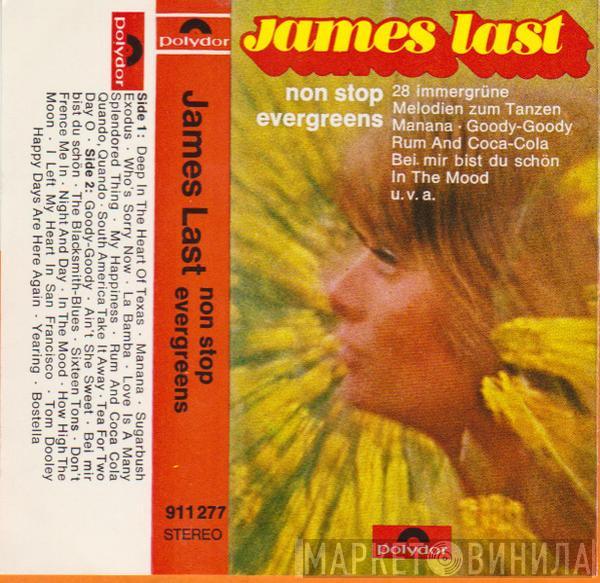 polydor
Side 1: Deep In The Heart Of Texas · Manana · Sugarbush
Exodus · Who's Sorry Now · La Bamba · Love Is A Many
Splendored Thing · My Happiness · Rum And Coca Cola
Quando, Quando · South America Take It Away · Tea For Two
Day O · Side 2: Goody-Goody · Ain't She Sweet · Bei mir
bist du schön · The Blacksmith-Blues · Sixteen Tons · Don't
Frence Me In · Night And Day · In The Mood · How High The
Moon · I Left My Heart In San Francisco · Tom Dooley
Happy Days Are Here Again · Yearing · Bostella
polydor
James Last
non stop
evergreens
911 277
STEREO
james last
non stop
evergreens
28 immergrüne
Melodien zum Tanzen
Manana · Goody-Goody
Rum And Coca-Cola
Bei mir bist du schön
In The Mood
u.v.a.
polydor
МАРКЕТ ВИНИЛА